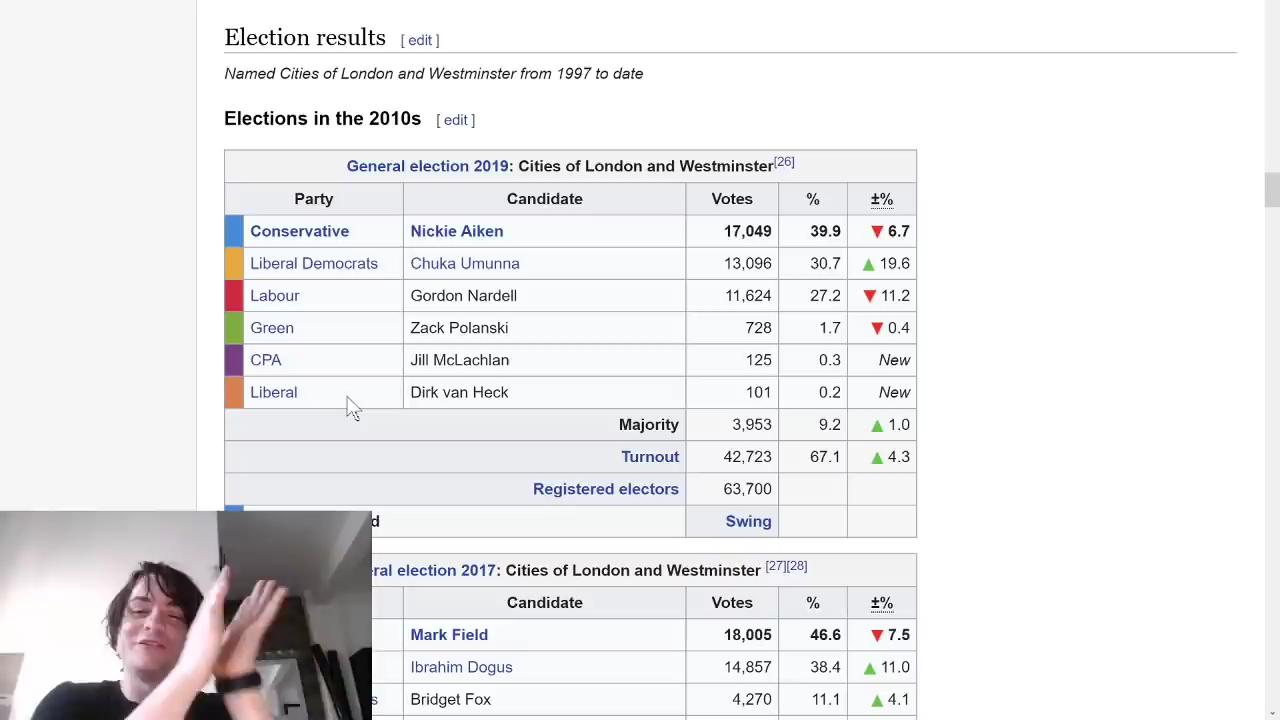 Election results [ edit ]
Named Cities of London and Westminster from 1997 to date
Elections in the 2010s [ edit ]
General election 2019: Cities of London and Westminster[26]
Party Candidate Votes % ±%
Conservative Nickie Aiken 17,049 39.9 ▼ 6.7
Liberal Democrats Chuka Umunna 13,096 30.7 ▲ 19.6
Labour Gordon Nardell 11,624 27.2 ▼ 11.2
Green Zack Polanski 728 1.7 ▼ 0.4
CPA Jill McLachlan 125 0.3 New
Liberal Dirk van Heck 101 0.2 New
Majority 3,953 9.2 ▲ 1.0
Turnout 42,723 67.1 ▲ 4.3
Registered electors 63,700
d Swing
ral election 2017: Cities of London and Westminster [27][28]
Candidate Votes % ±%
Mark Field 18,005 46.6 ▼ 7.5
Ibrahim Dogus 14,857 38.4 ▲ 11.0
s Bridget Fox 4,270 11.1 ▲ 4.1